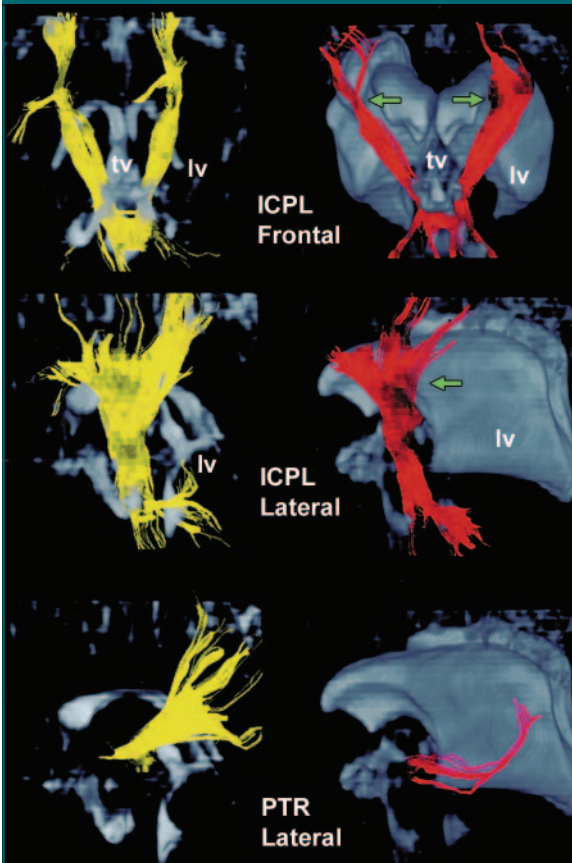 tv
lv
tv
lv
ICPL
Frontal
lv
lv
ICPL
Lateral
PTR
Lateral